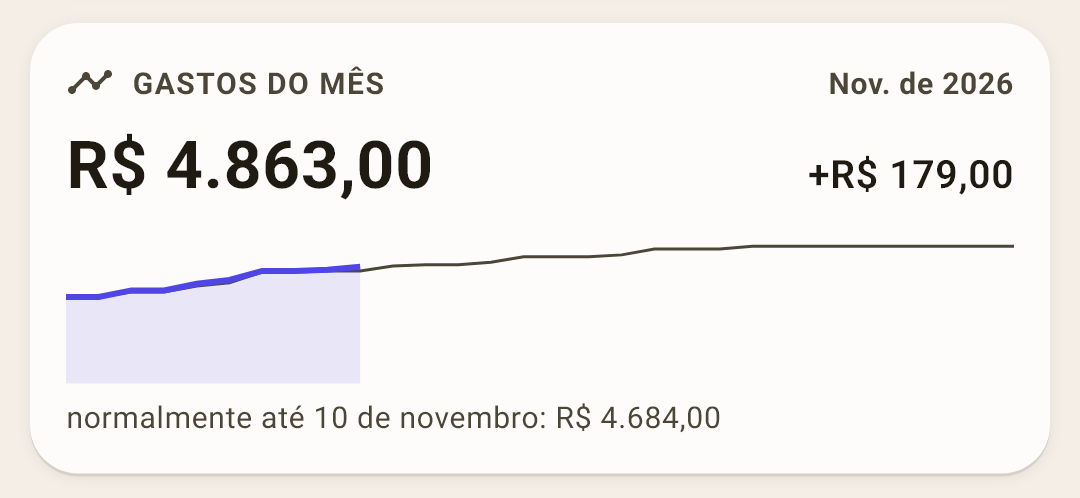 GASTOS DO MÊS
Nov. de 2026
R$ 4.863,00
+R$ 179,00
normalmente até 10 de novembro: R$ 4.684,00